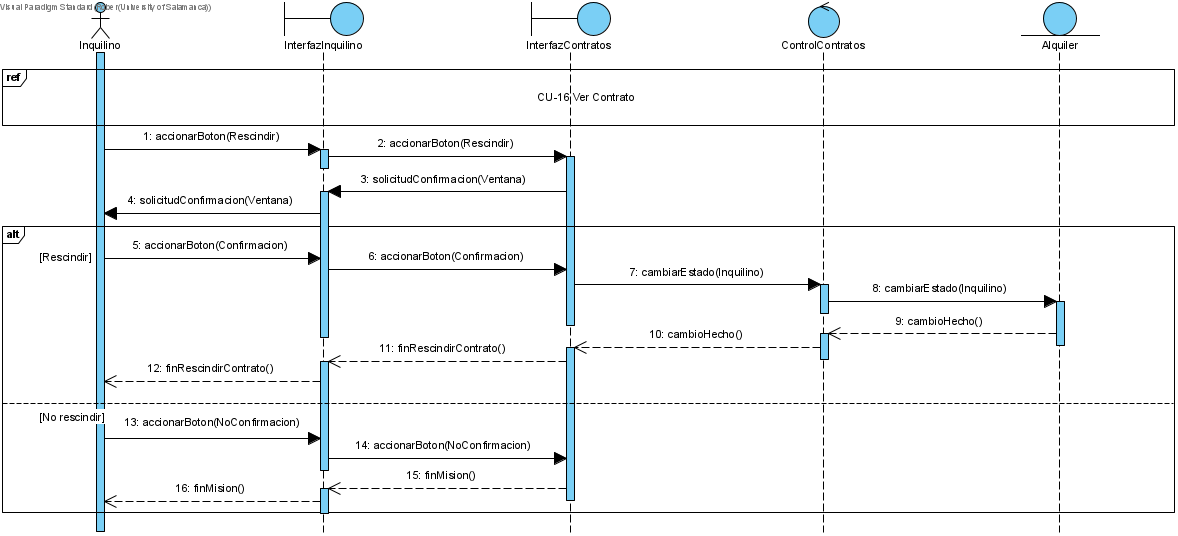 Visual Paradigm Standard (University of Salamanca))
Inquilino
InterfazInquilino
InterfazContratos
ControlContratos
Alquiler
ref
CU-16 Ver Contrato
1: accionarBoton(Rescindir)
2: accionarBoton(Rescindir)
3: solicitudConfirmacion(Ventana)
4: solicitudConfirmacion(Ventana)
alt
[Rescindir]
5: accionarBoton(Confirmacion)
6: accionarBoton(Confirmacion)
7: cambiarEstado(Inquilino)
8: cambiarEstado(Inquilino)
9: cambioHecho()
10: cambioHecho()
11: finRescindirContrato()
12: finRescindirContrato()
[No rescindir]
13: accionarBoton(NoConfirmacion)
14: accionarBoton(NoConfirmacion)
15: finMision()
16: finMision()